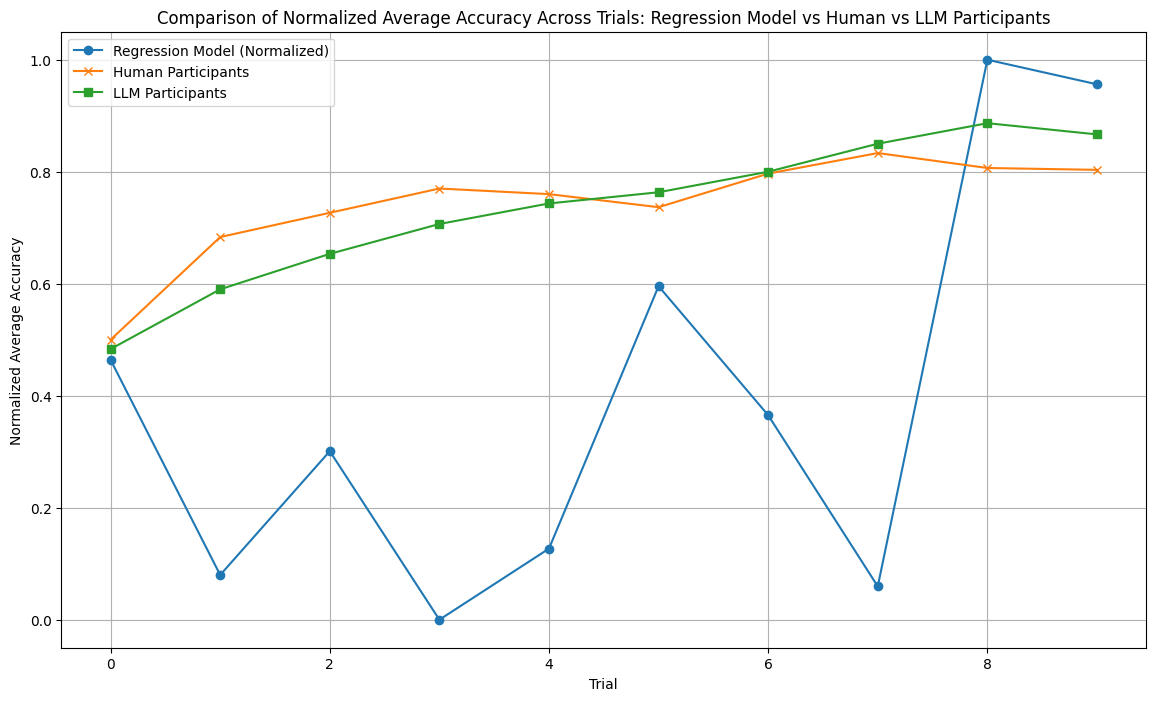 Comparison of Normalized Average Accuracy Across Trials: Regression Model vs Human vs LLM Participants
Regression Model (Normalized)
Human Participants
LLM Participants
Normalized Average Accuracy
1.0
0.8
0.6
0.4
0.2
0.0
0 2 4 6 8
Trial